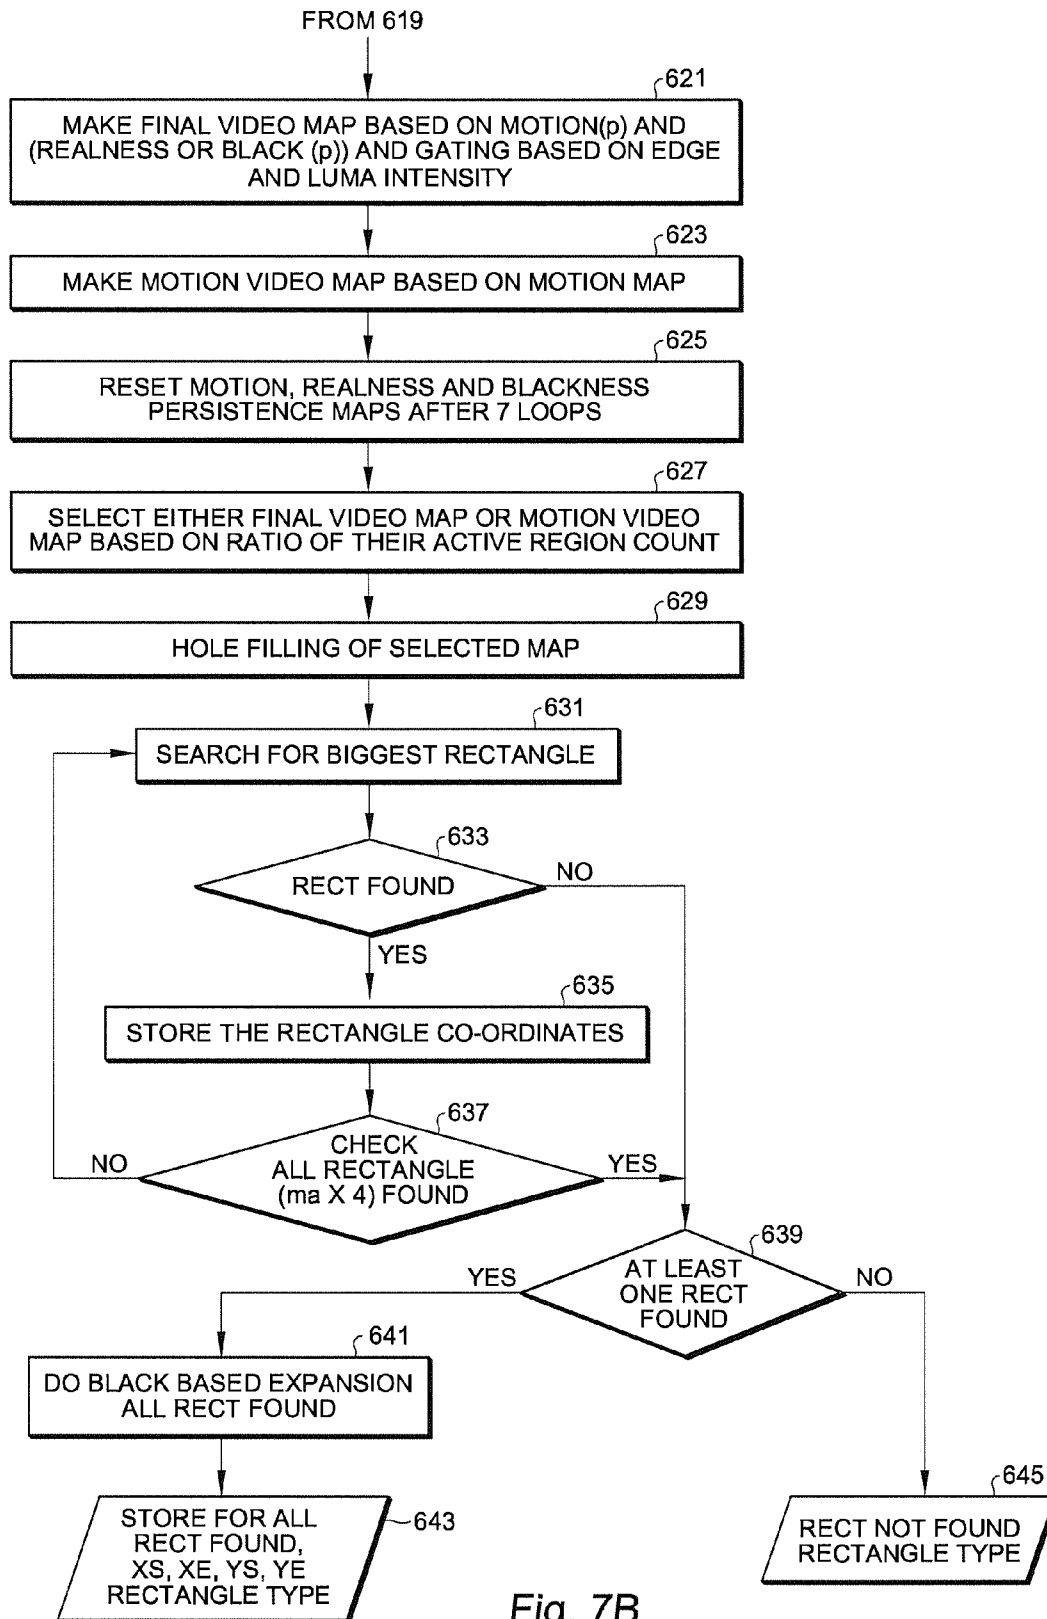 FROM 619
621
MAKE FINAL VIDEO MAP BASED ON MOTION(p) AND
(REALNESS OR BLACK (p)) AND GATING BASED ON EDGE
AND LUMA INTENSITY
623
MAKE MOTION VIDEO MAP BASED ON MOTION MAP
625
RESET MOTION, REALNESS AND BLACKNESS
PERSISTENCE MAPS AFTER 7 LOOPS
627
SELECT EITHER FINAL VIDEO MAP OR MOTION VIDEO
MAP BASED ON RATIO OF THEIR ACTIVE REGION COUNT
629
HOLE FILLING OF SELECTED MAP
631
SEARCH FOR BIGGEST RECTANGLE
633
RECT FOUND
NO
YES
635
STORE THE RECTANGLE CO-ORDINATES
637
CHECK
ALL RECTANGLE
(ma X 4) FOUND
NO
YES
639
AT LEAST
ONE RECT
FOUND
YES
NO
641
DO BLACK BASED EXPANSION
ALL RECT FOUND
643
STORE FOR ALL
RECT FOUND,
XS, XE, YS, YE
RECTANGLE TYPE
645
RECT NOT FOUND
RECTANGLE TYPE
Fig. 7B